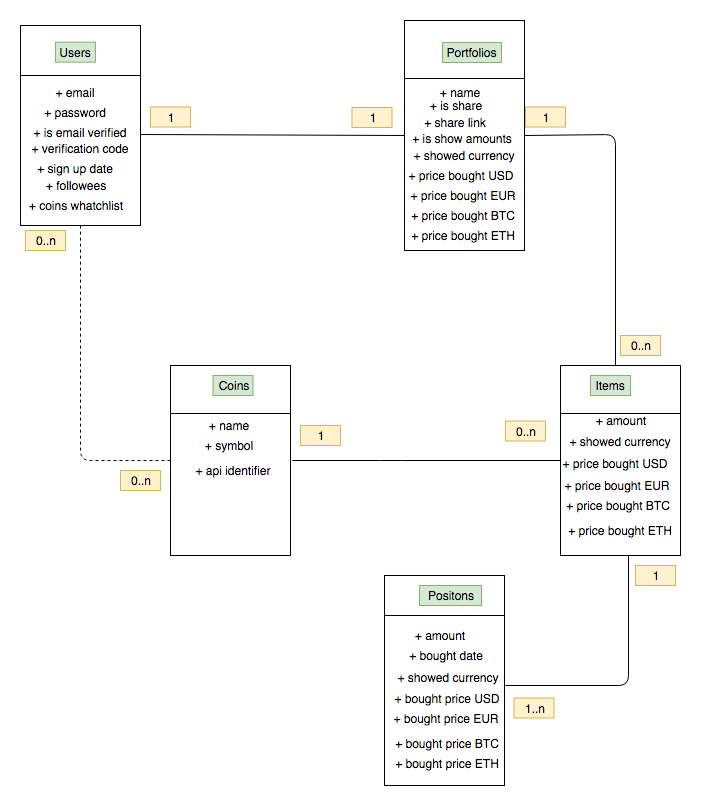 Users
+ email
+ password
+ is email verified
+ verification code
+ sign up date
+ followees
+ coins whatchlist
1
1
Portfolios
+ name
+ is share
+ share link
+ is show amounts
+ showed currency
+ price bought USD
+ price bought EUR
+ price bought BTC
+ price bought ETH
1
0..n
0..n
Coins
+ name
+ symbol
+ api identifier
0..n
1
0..n
Items
+ amount
+ showed currency
+ price bought USD
+ price bought EUR
+ price bought BTC
+ price bought ETH
1
Positons
+ amount
+ bought date
+ showed currency
+ bought price USD
+ bought price EUR
+ bought price BTC
+ bought price ETH
1..n